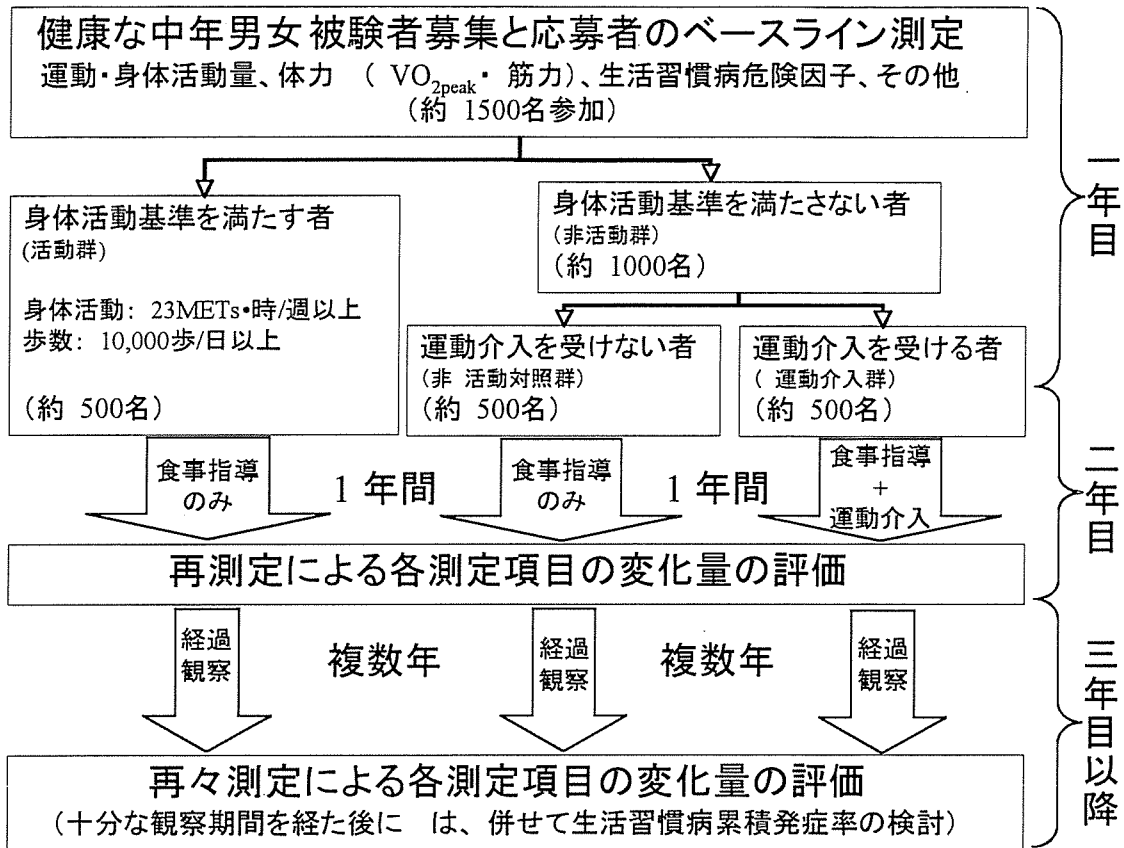 健康な中年男女被験者募集と応募者のベースライン測定
運動・身体活動量、体力 ( VO2peak・ 筋力)、生活習慣病危険因子、その他
(約 1500名参加)
身体活動基準を満たす者
(活動群)
身体活動: 23METs•時/週以上
歩数: 10,000歩/日以上
(約 500名)
身体活動基準を満たさない者
(非活動群)
(約 1000名)
運動介入を受けない者
(非 活動対照群)
(約 500名)
運動介入を受ける者
( 運動介入群)
(約 500名)
一年目
食事指導
のみ
1 年間
食事指導
のみ
1 年間
食事指導
+
運動介入
二年目
再測定による各測定項目の変化量の評価
経過
観察
複数年
経過
観察
複数年
経過
観察
三年目以降
再々測定による各測定項目の変化量の評価
(十分な観察期間を経た後に は、併せて生活習慣病累積発症率の検討)